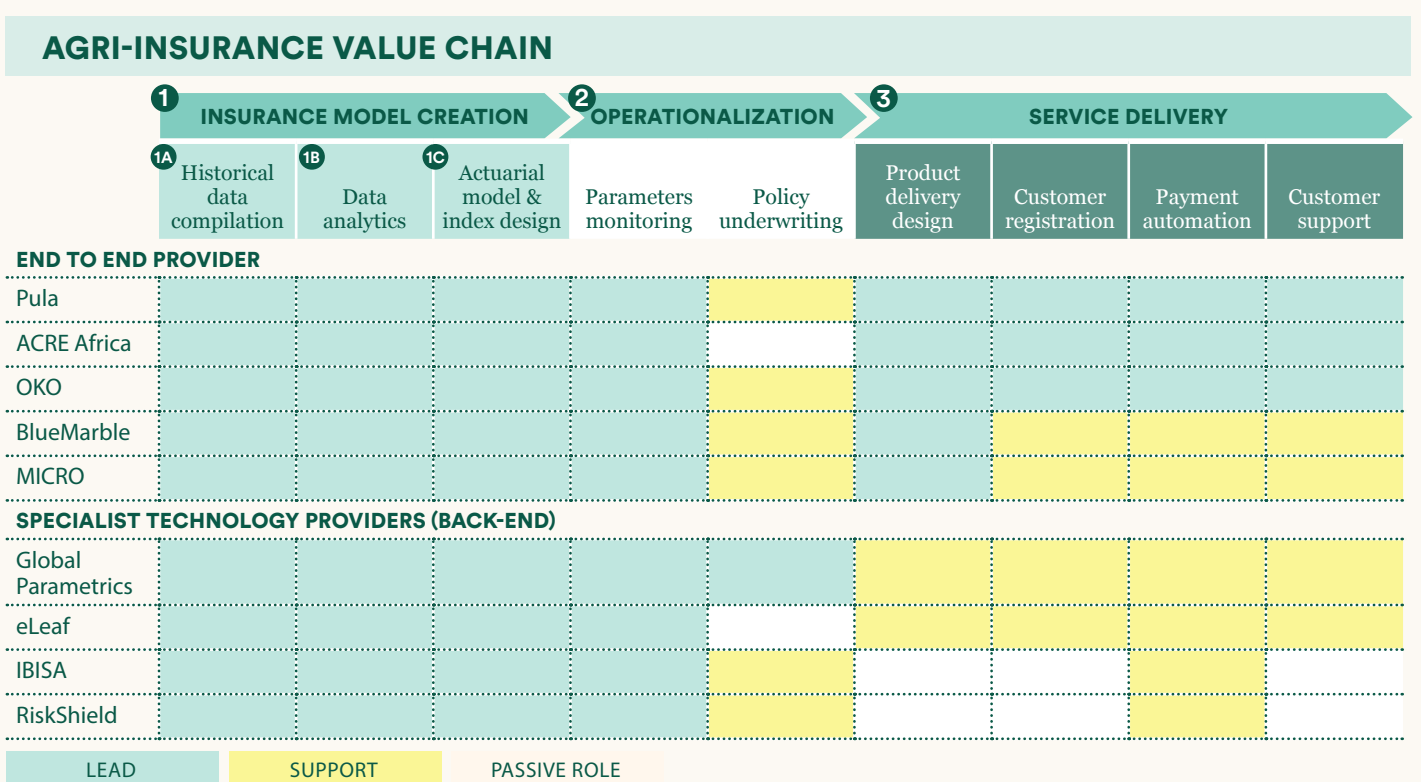 AGRI-INSURANCE VALUE CHAIN
1 INSURANCE MODEL CREATION
2 OPERATIONALIZATION
3 SERVICE DELIVERY
1A Historical
data
compilation
1B Data
analytics
1C Actuarial
model &
index design
Parameters
monitoring
Policy
underwriting
Product
delivery
design
Customer
registration
Payment
automation
Customer
support
END TO END PROVIDER
Pula
ACRE Africa
OKO
BlueMarble
MICRO
SPECIALIST TECHNOLOGY PROVIDERS (BACK-END)
Global
Parametrics
eLeaf
IBISA
RiskShield
LEAD
SUPPORT
PASSIVE ROLE